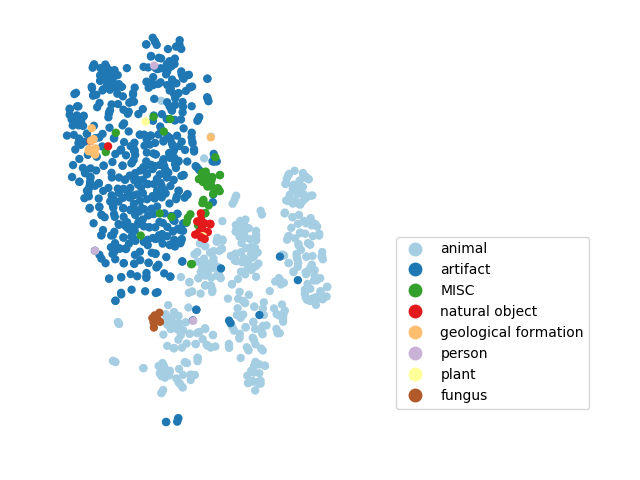 animal
artifact
MISC
natural object
geological formation
person
plant
fungus